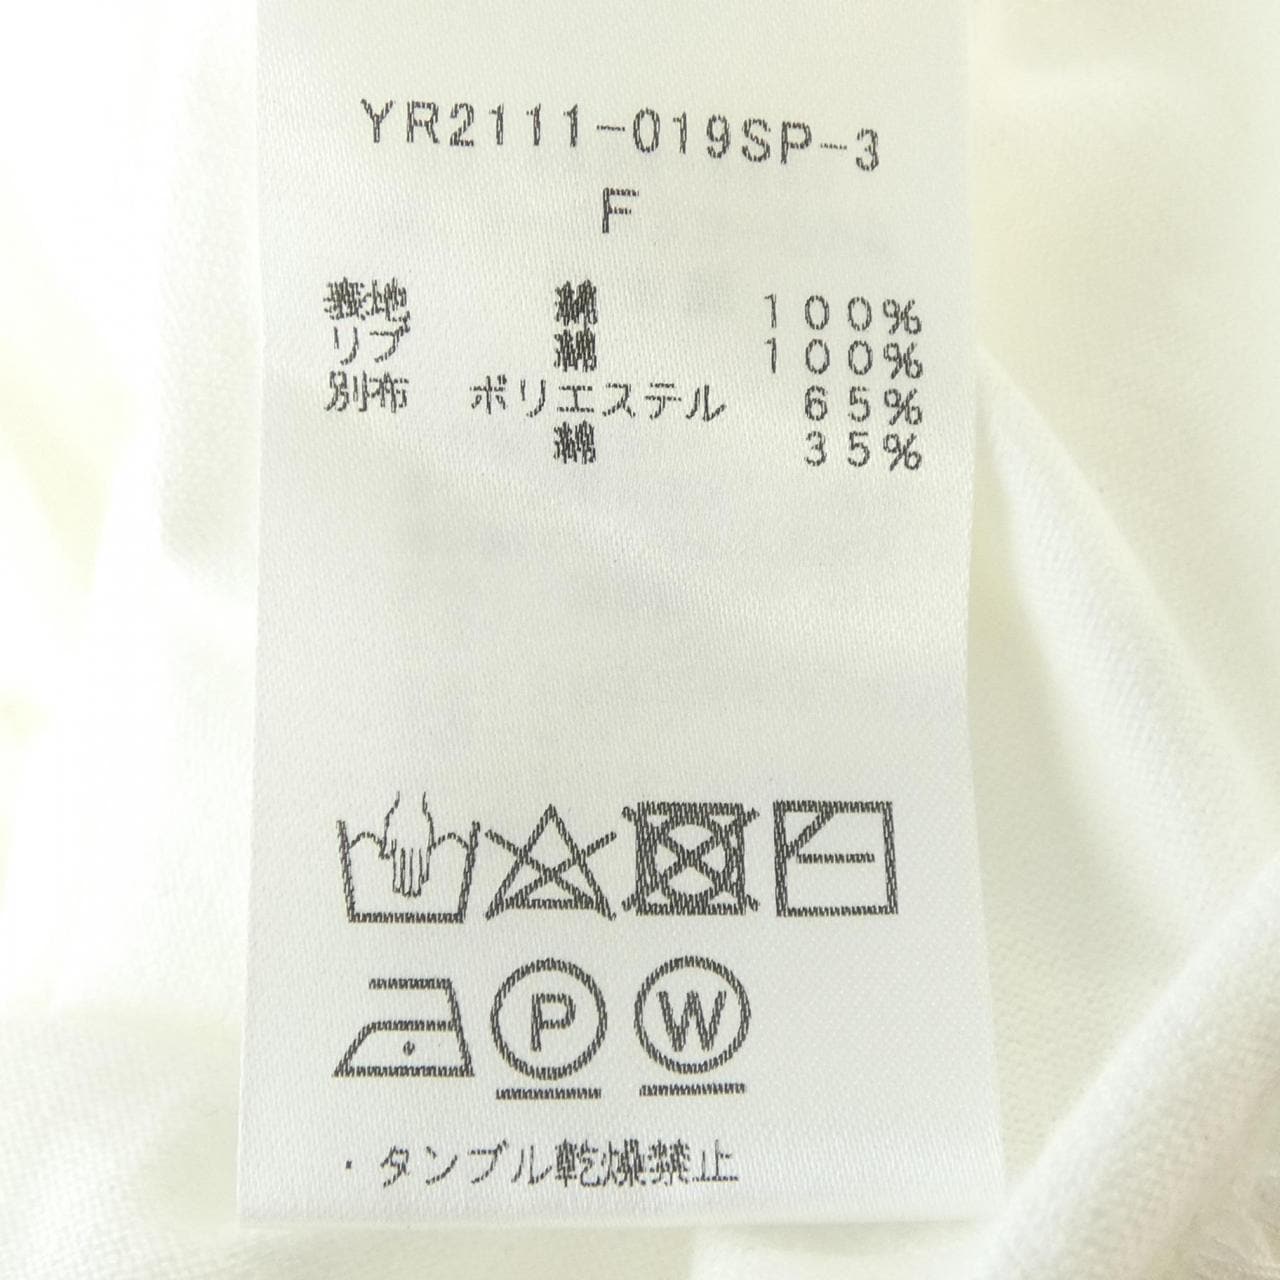 YR2111-019SP-3
F
表地 綿 100%
リブ 綿 100%
別布 ポリエステル 65%
綿 35%
P W
・タンブル乾燥禁止